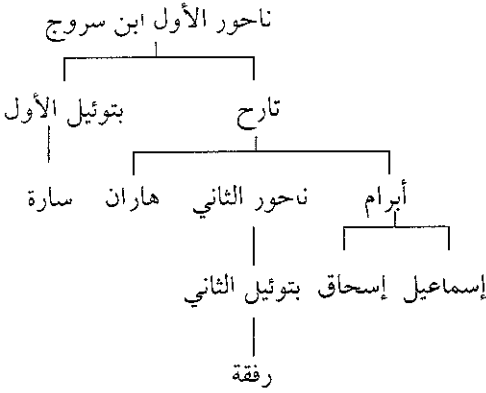 ناحور الأول ابن سروج
تارح بتوئيل الأول
أبرام ناحور الثاني هاران سارة
إسماعيل إسحاق بتوئيل الثاني
رفقة